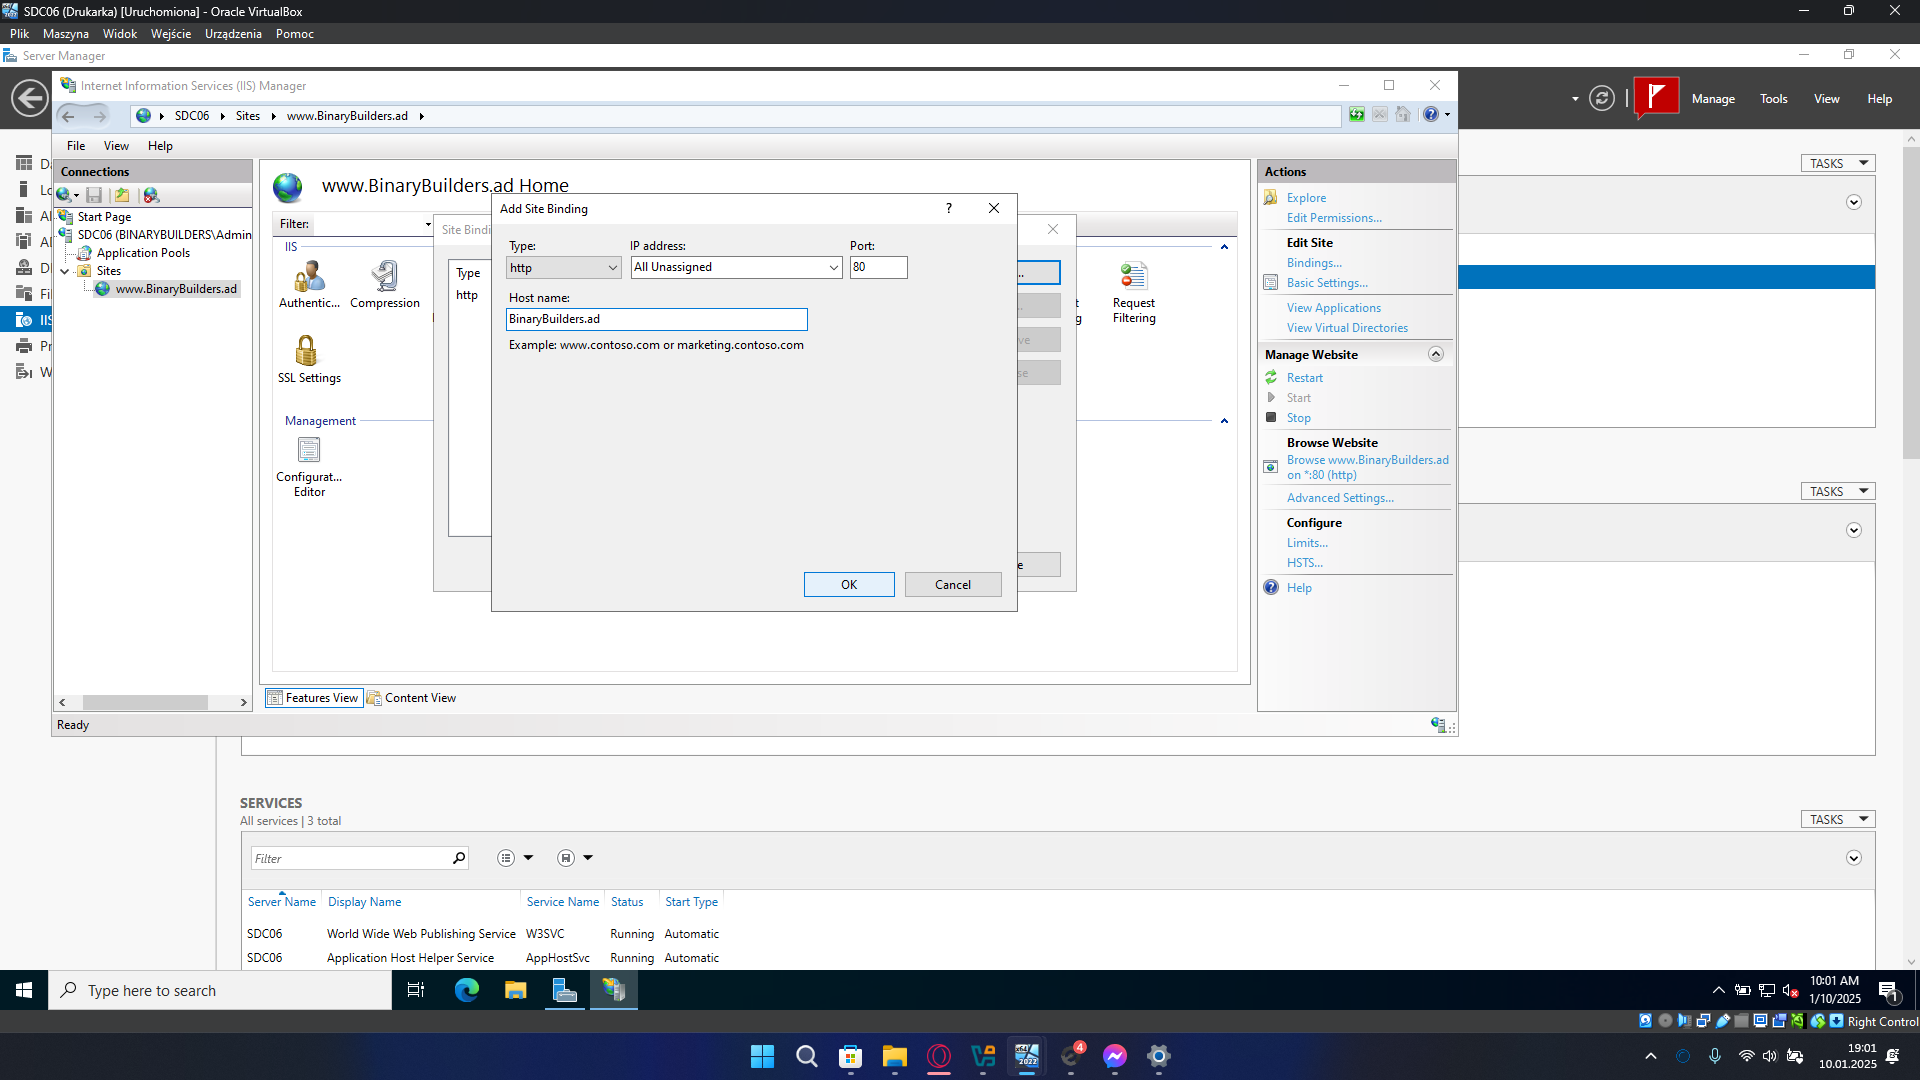 SDC06 (Drukarka) [Uruchomiona] - Oracle VirtualBox
Plik Maszyna Widok Wejście Urządzenia Pomoc
Server Manager
Manage Tools View Help
Internet Information Services (IIS) Manager
SDC06 Sites www.BinaryBuilders.ad
File View Help
Connections
Start Page
SDC06 (BINARYBUILDERS\Admin
Application Pools
Sites
www.BinaryBuilders.ad
www.BinaryBuilders.ad Home
Filter:
IIS
Authentic...
Compression
Request
Filtering
SSL Settings
Management
Configurat...
Editor
Site Bindi
Type
http
Add Site Binding
?
Type:
IP address:
Port:
http
All Unassigned
80
Host name:
BinaryBuilders.ad
Example: www.contoso.com or marketing.contoso.com
OK
Cancel
Features View
Content View
Ready
Actions
Explore
Edit Permissions...
Edit Site
Bindings...
Basic Settings...
View Applications
View Virtual Directories
Manage Website
Restart
Start
Stop
Browse Website
Browse www.BinaryBuilders.ad
on *:80 (http)
Advanced Settings...
Configure
Limits...
HSTS...
Help
TASKS
TASKS
SERVICES
All services | 3 total
TASKS
Filter
Server Name Display Name Service Name Status Start Type
SDC06 World Wide Web Publishing Service W3SVC Running Automatic
SDC06 Application Host Helper Service AppHostSvc Running Automatic
Type here to search
10:01 AM
1/10/2025
1
Right Control
4
19:01
10.01.2025